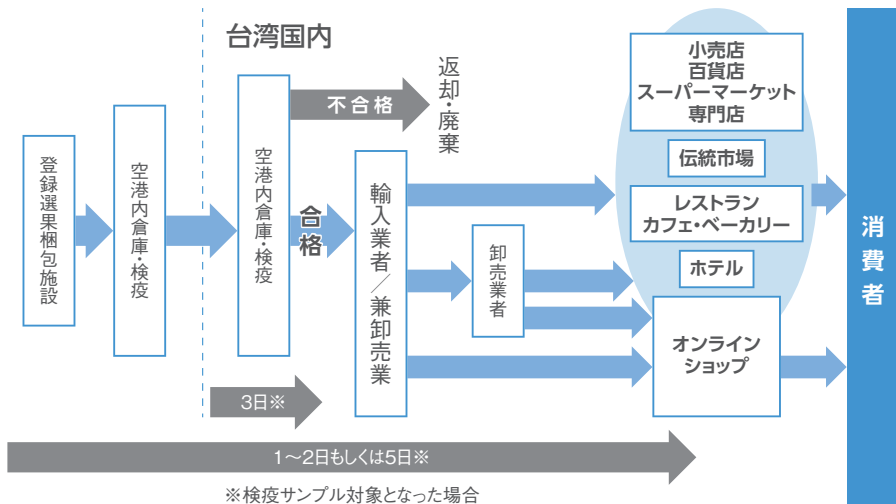 台湾国内
登録選果梱包施設
空港内倉庫・検疫
空港内倉庫・検疫
不合格
返却・廃棄
合格
輸入業者／兼卸売業
卸売業者
小売店
百貨店
スーパーマーケット
専門店
伝統市場
レストラン
カフェ・ベーカリー
ホテル
オンライン
ショップ
消費者
3日※
1〜2日もしくは5日※
※検疫サンプル対象となった場合